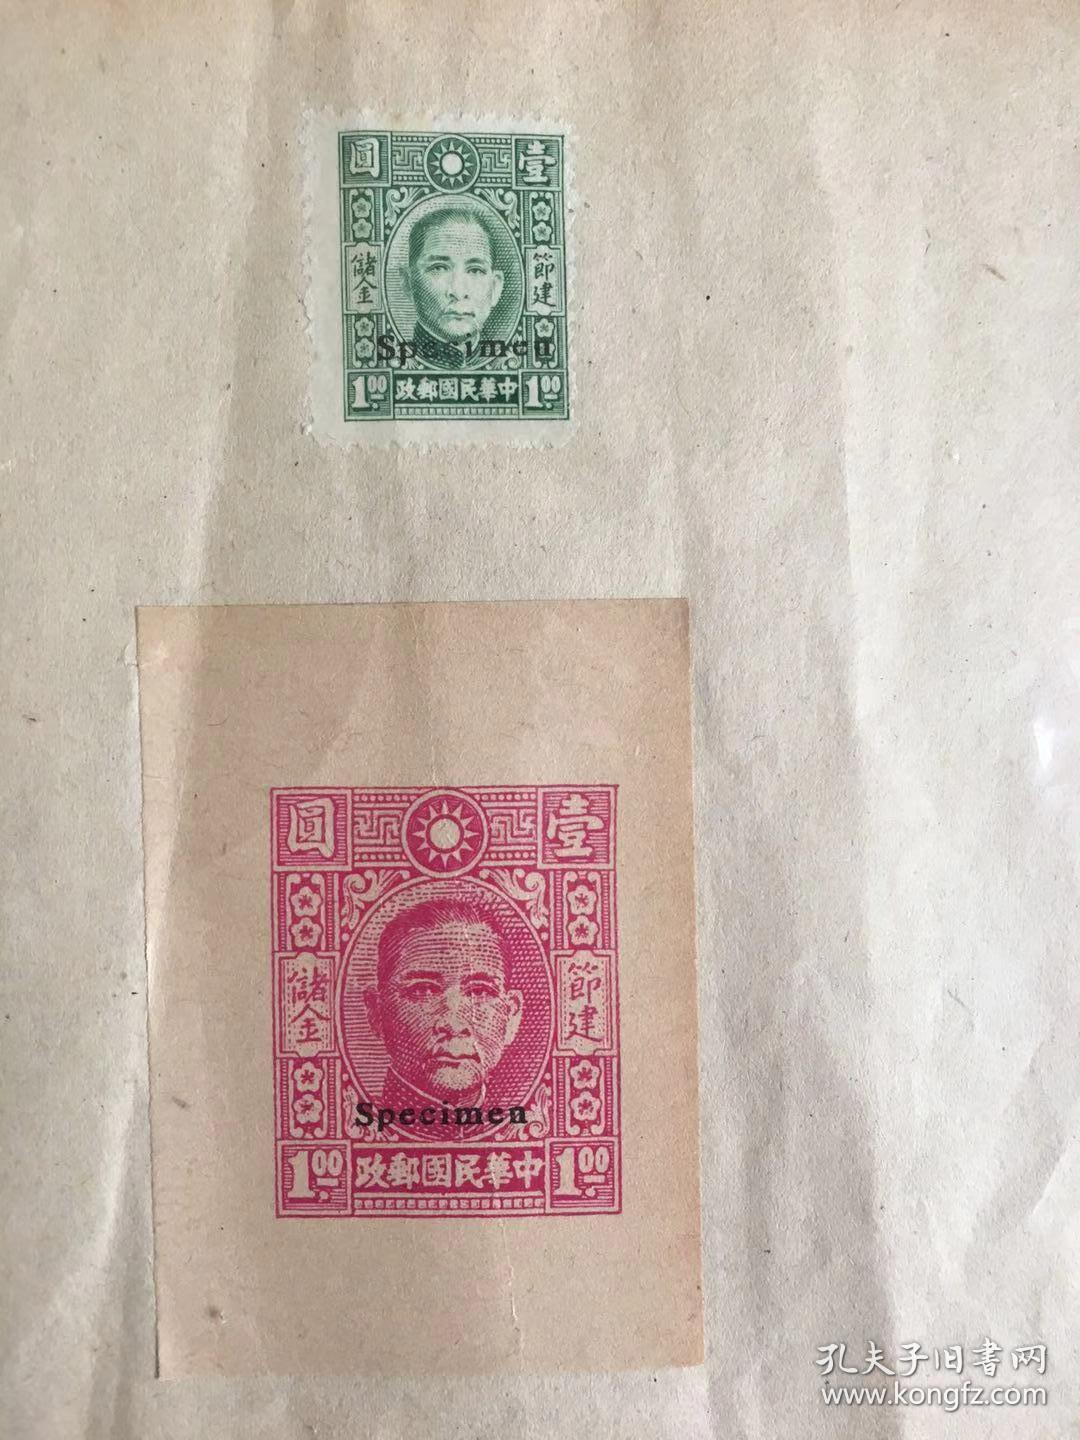 圓 壹
儲金 節建
Specimen
1.00 政郵國民華中 1.00
圓 壹
儲金 節建
Specimen
1.00 政郵國民華中 1.00
孔夫子旧書网
www.kongfz.com